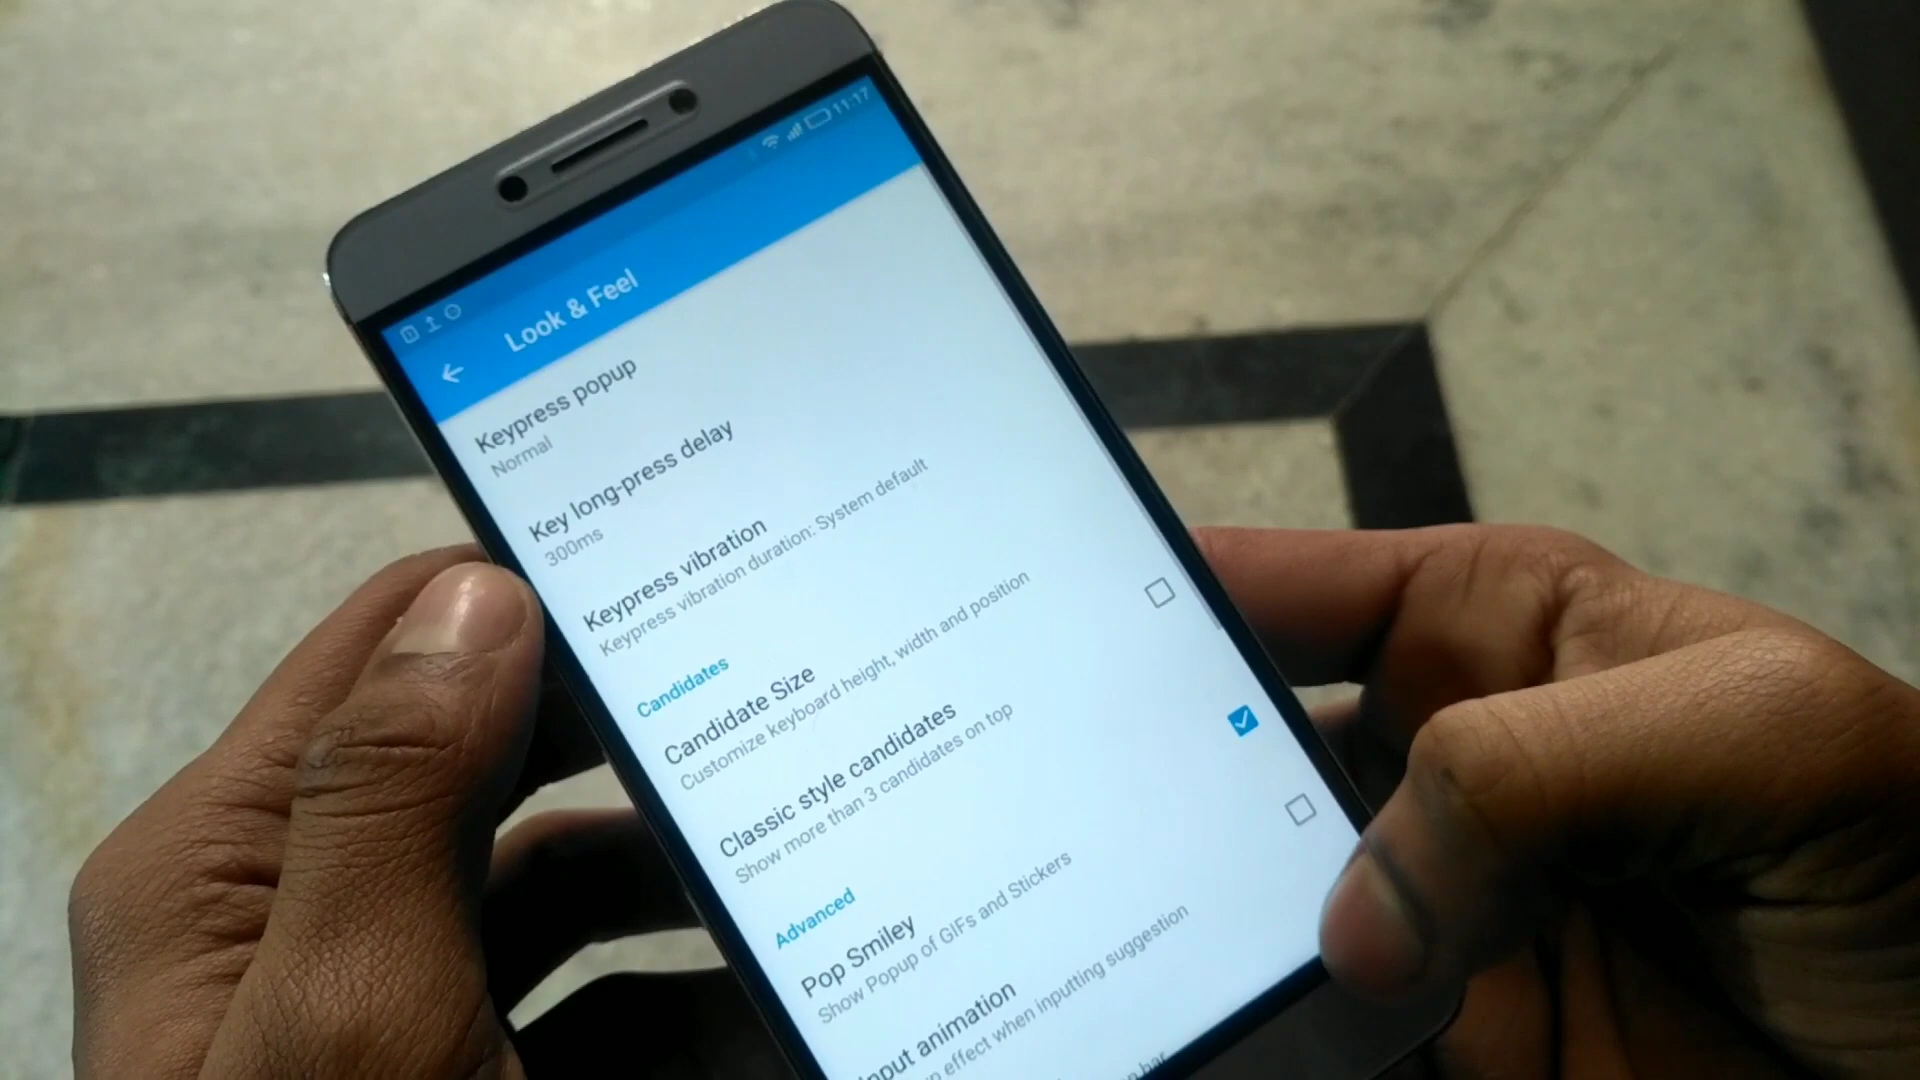 11:17
Look & Feel
Keypress popup
Normal
Key long-press delay
300ms
Keypress vibration
Keypress vibration duration: System default
Candidates
Candidate Size
Customize keyboard height, width and position
Classic style candidates
Show more than 3 candidates on top
Advanced
Pop Smiley
Show Popup of GIFs and Stickers
Input animation
effect when inputting suggestion
bar